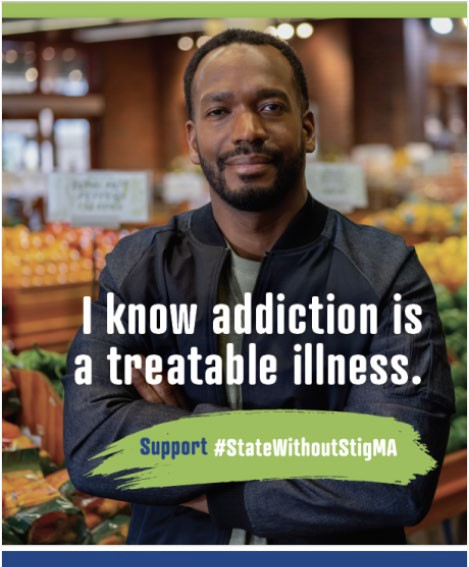 I know addiction is
a treatable illness.
Support #StateWithoutStigMA